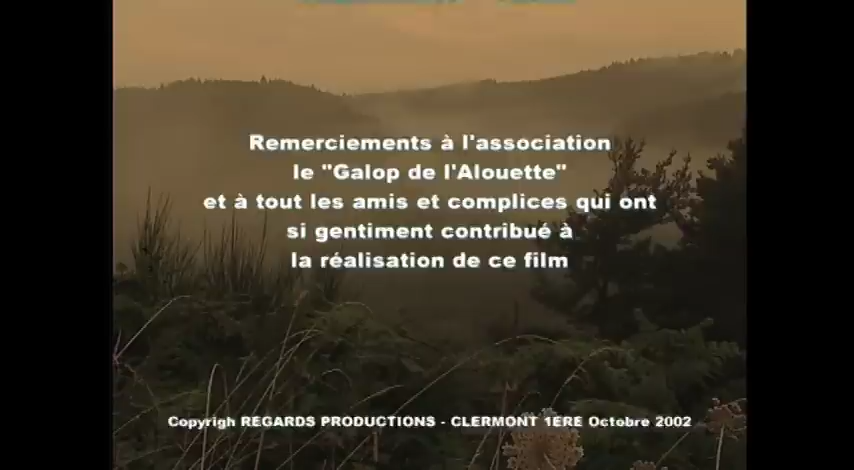 Remerciements à l'association
le "Galop de l'Alouette"
et à tout les amis et complices qui ont
si gentiment contribué à
la réalisation de ce film
Copyrigh REGARDS PRODUCTIONS - CLERMONT 1ERE Octobre 2002